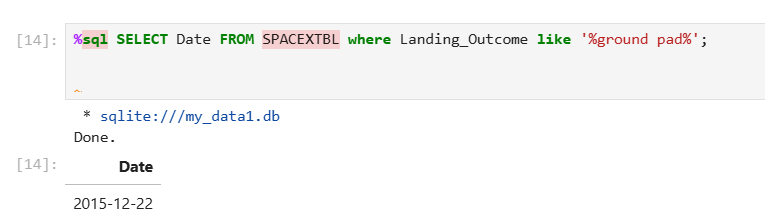 [14]: %sql SELECT Date FROM SPACEXTBL where Landing_Outcome like '%ground pad%';
* sqlite:///my_data1.db
Done.
[14]: Date
2015-12-22